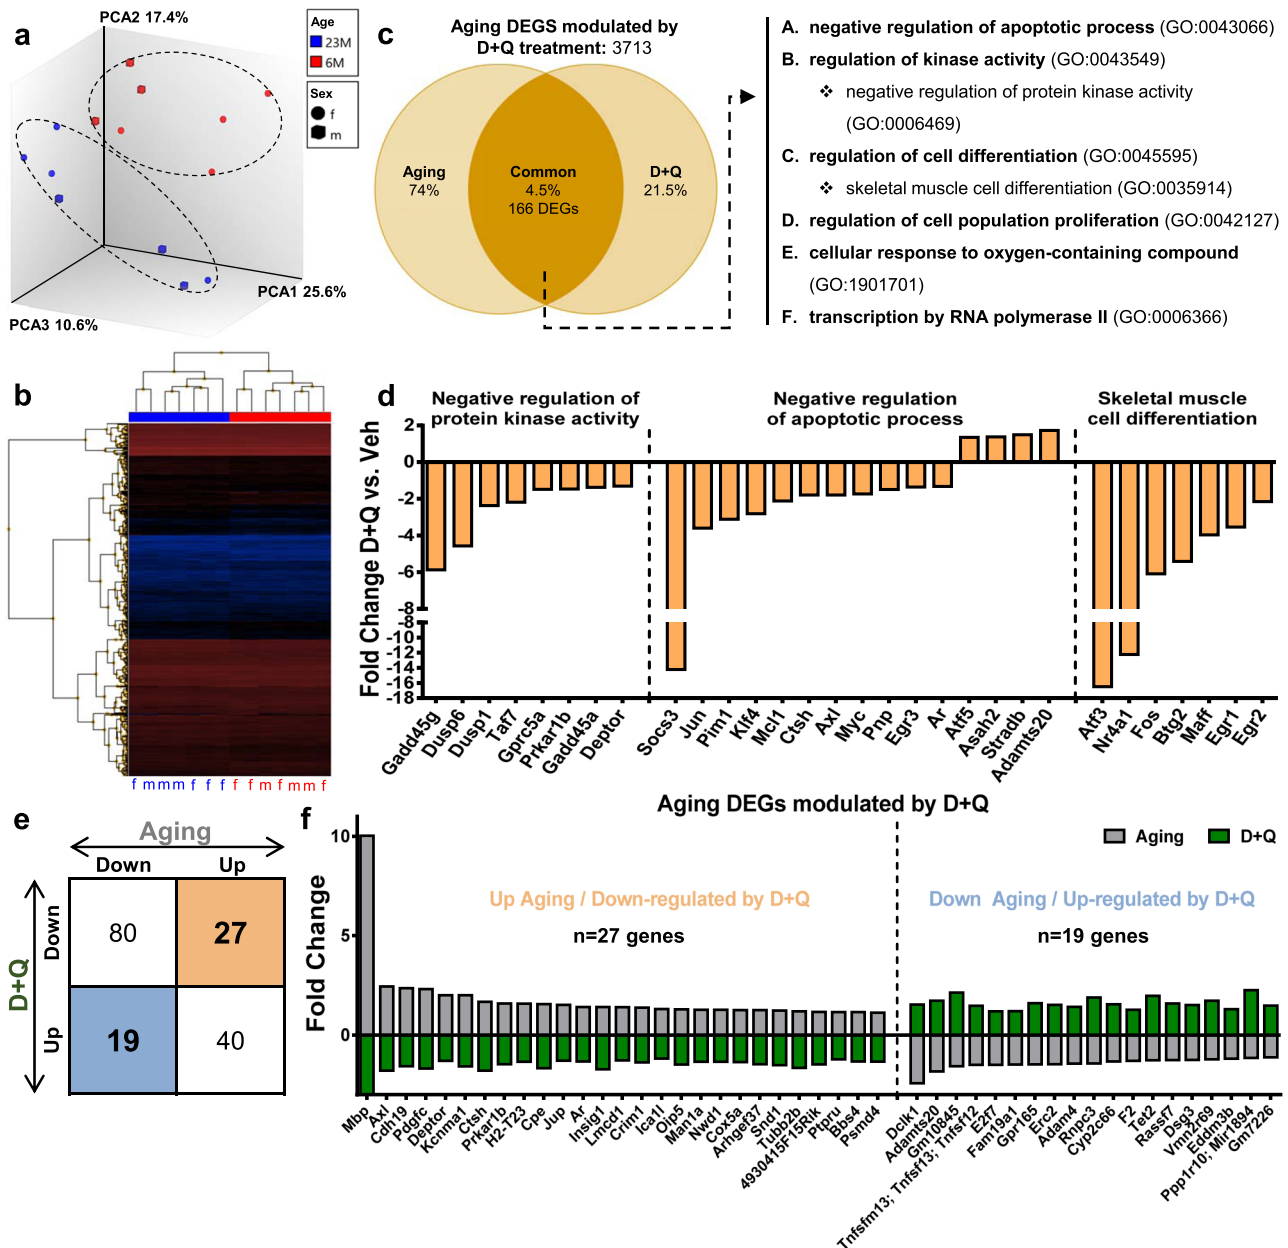 a
PCA2 17.4%
Age
23M
6M
Sex
f
m
PCA1 25.6%
PCA3 10.6%
c
Aging DEGS modulated by
D+Q treatment: 3713
Aging
74%
Common
4.5%
166 DEGs
D+Q
21.5%
A. negative regulation of apoptotic process (GO:0043066)
B. regulation of kinase activity (GO:0043549)
❖ negative regulation of protein kinase activity
(GO:0006469)
C. regulation of cell differentiation (GO:0045595)
❖ skeletal muscle cell differentiation (GO:0035914)
D. regulation of cell population proliferation (GO:0042127)
E. cellular response to oxygen-containing compound
(GO:1901701)
F. transcription by RNA polymerase II (GO:0006366)
b
f m m m f f f f f m f m m f
d
Negative regulation of
protein kinase activity
Negative regulation
of apoptotic process
Skeletal muscle
cell differentiation
Fold Change D+Q vs. Veh
2
0
-2
-4
-6
-8
-8
-10
-12
-14
-16
-18
Gadd45g
Dusp6
Dusp1
Taf7
Gprc5a
Prkar1b
Gadd45a
Deptor
Socs3
Jun
Pim1
Klf4
Mcl1
Ctsh
Axl
Myc
Pnp
Egr3
Ar
Atf5
Asah2
Stradb
Adamts20
Atf3
Nr4a1
Fos
Btg2
Maff
Egr1
Egr2
e
Aging
Down Up
D+Q
Down
Up
80 27
19 40
f
Aging DEGs modulated by D+Q
Aging
D+Q
Fold Change
10
5
0
Up Aging / Down-regulated by D+Q
n=27 genes
Down Aging / Up-regulated by D+Q
n=19 genes
Mbp
Axl
Cdh19
Pdgfc
Deptor
Kcnma1
Ctsh
Prkar1b
H2-T23
Cpe
Jup
Ar
Insig1
Lmcd1
Crim1
Ica1l
Oip5
Man1a
Nwd1
Cox5a
Arhgef37
Snd1
Tubb2b
4930415F15Rik
Ptpru
Bbs4
Psmd4
Dclk1
Adamts20
Gm10845
Tnfsfm13; Tnfsf13; Tnfsf12
E2f7
Fam19a1
Gpr165
Erc2
Adam4
Rnpc3
Cyp2c66
F2
Tet2
Rassf7
Dsg3
Vmn2r69
Eddm3b
Ppp1r10; Mir1894
Gm7226